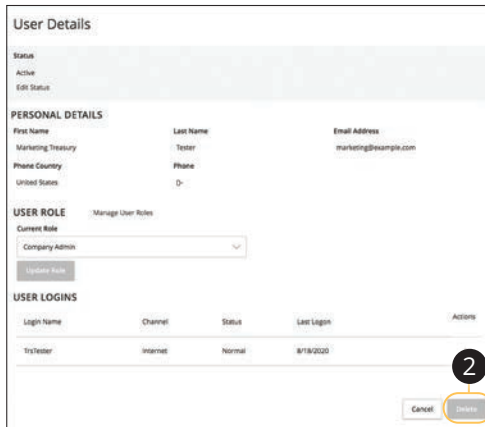 User Details
Status
Active
Edit Status
PERSONAL DETAILS
First Name Last Name Email Address
Marketing Treasury Tester marketing@example.com
Phone Country Phone
United States D-
USER ROLE Manage User Roles
Current Role
Company Admin
Update Role
USER LOGINS
Login Name Channel Status Last Logon Actions
TrsTester Internet Normal 8/18/2020
2
Cancel Delete